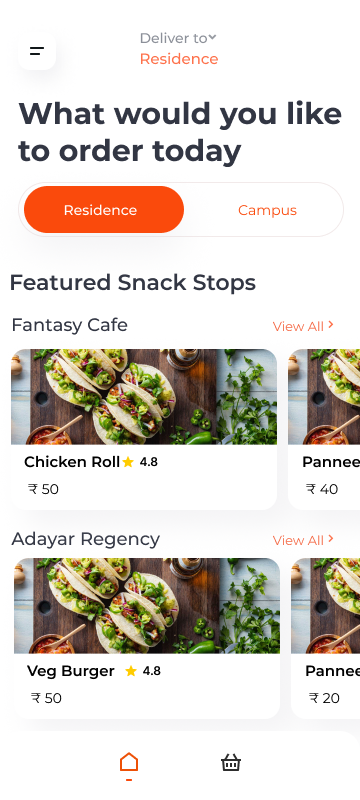 Deliver to
Residence
What would you like
to order today
Residence
Campus
Featured Snack Stops
Fantasy Cafe
View All
Chicken Roll 4.8
₹ 50
Pannee
₹ 40
Adayar Regency
View All
Veg Burger 4.8
₹ 50
Pannee
₹ 20